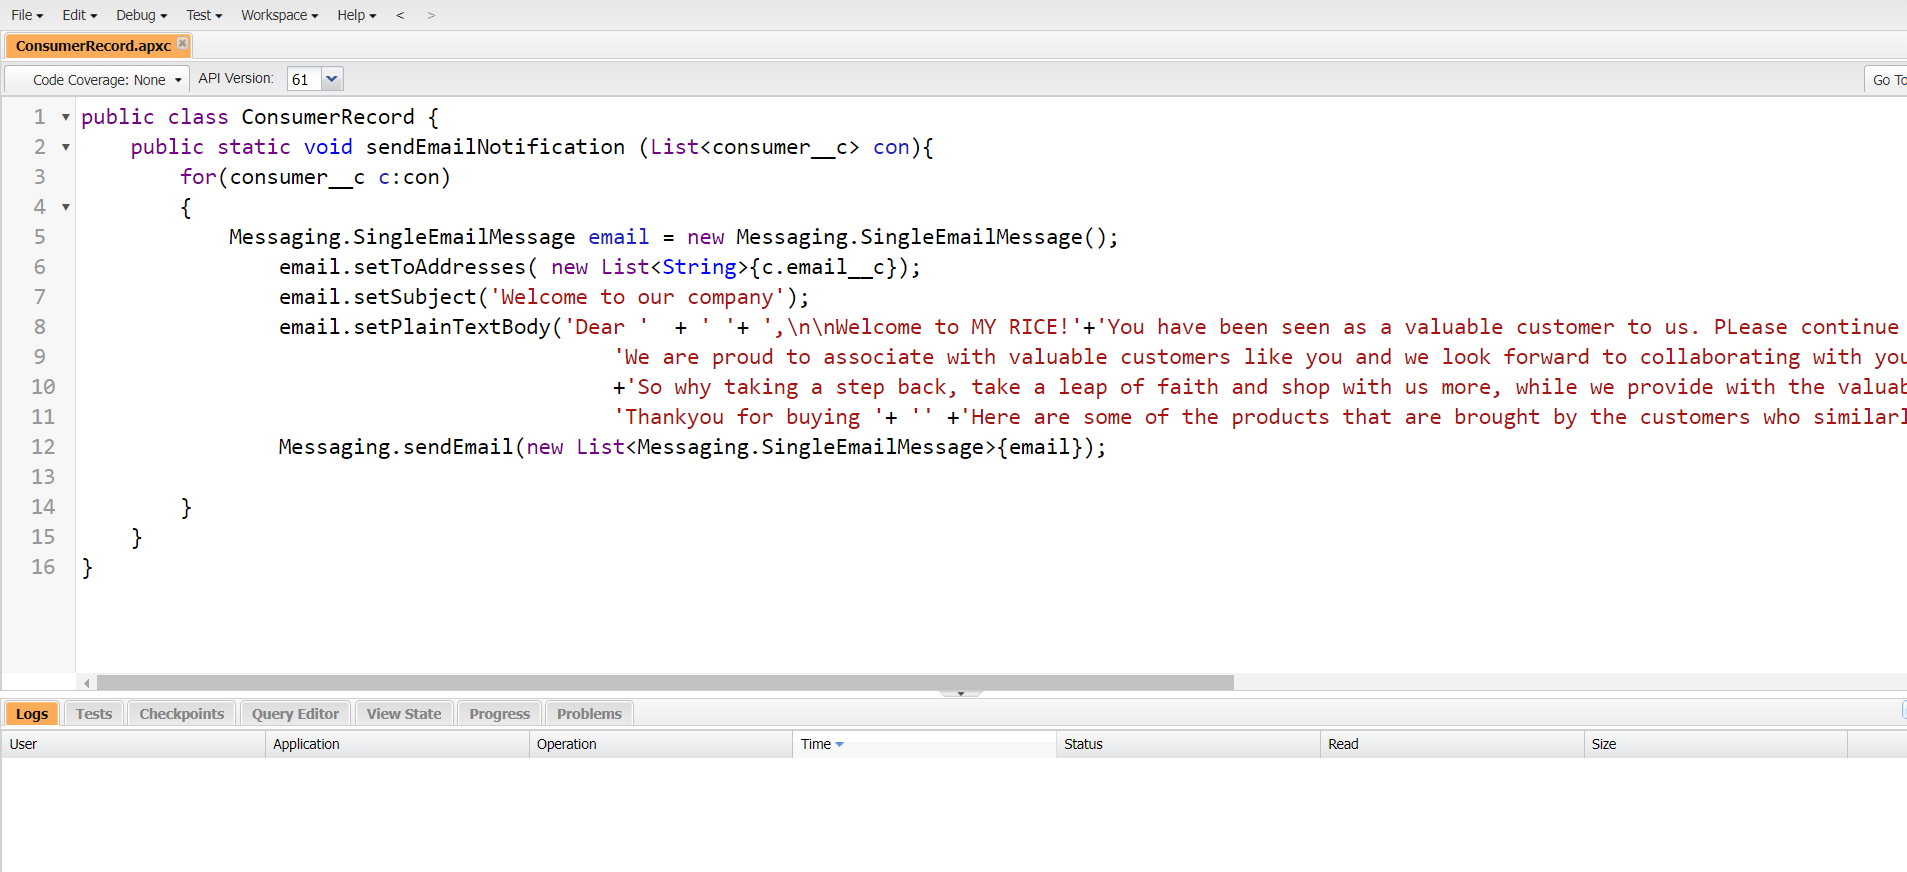 File Edit Debug Test Workspace Help < >
ConsumerRecord.apxc
Code Coverage: None API Version: 61 Go To
1 public class ConsumerRecord {
2 public static void sendEmailNotification (List<consumer__c> con){
3 for(consumer__c c:con)
4 {
5 Messaging.SingleEmailMessage email = new Messaging.SingleEmailMessage();
6 email.setToAddresses( new List<String>{c.email__c});
7 email.setSubject('Welcome to our company');
8 email.setPlainTextBody('Dear ' + ' '+ ',\n\nWelcome to MY RICE!'+'You have been seen as a valuable customer to us. PLease continue
9 'We are proud to associate with valuable customers like you and we look forward to collaborating with you
10 +'So why taking a step back, take a leap of faith and shop with us more, while we provide with the valuab
11 'Thankyou for buying '+ '' +'Here are some of the products that are brought by the customers who similarl
12 Messaging.sendEmail(new List<Messaging.SingleEmailMessage>{email});
13
14 }
15 }
16 }
Logs Tests Checkpoints Query Editor View State Progress Problems
User Application Operation Time Status Read Size